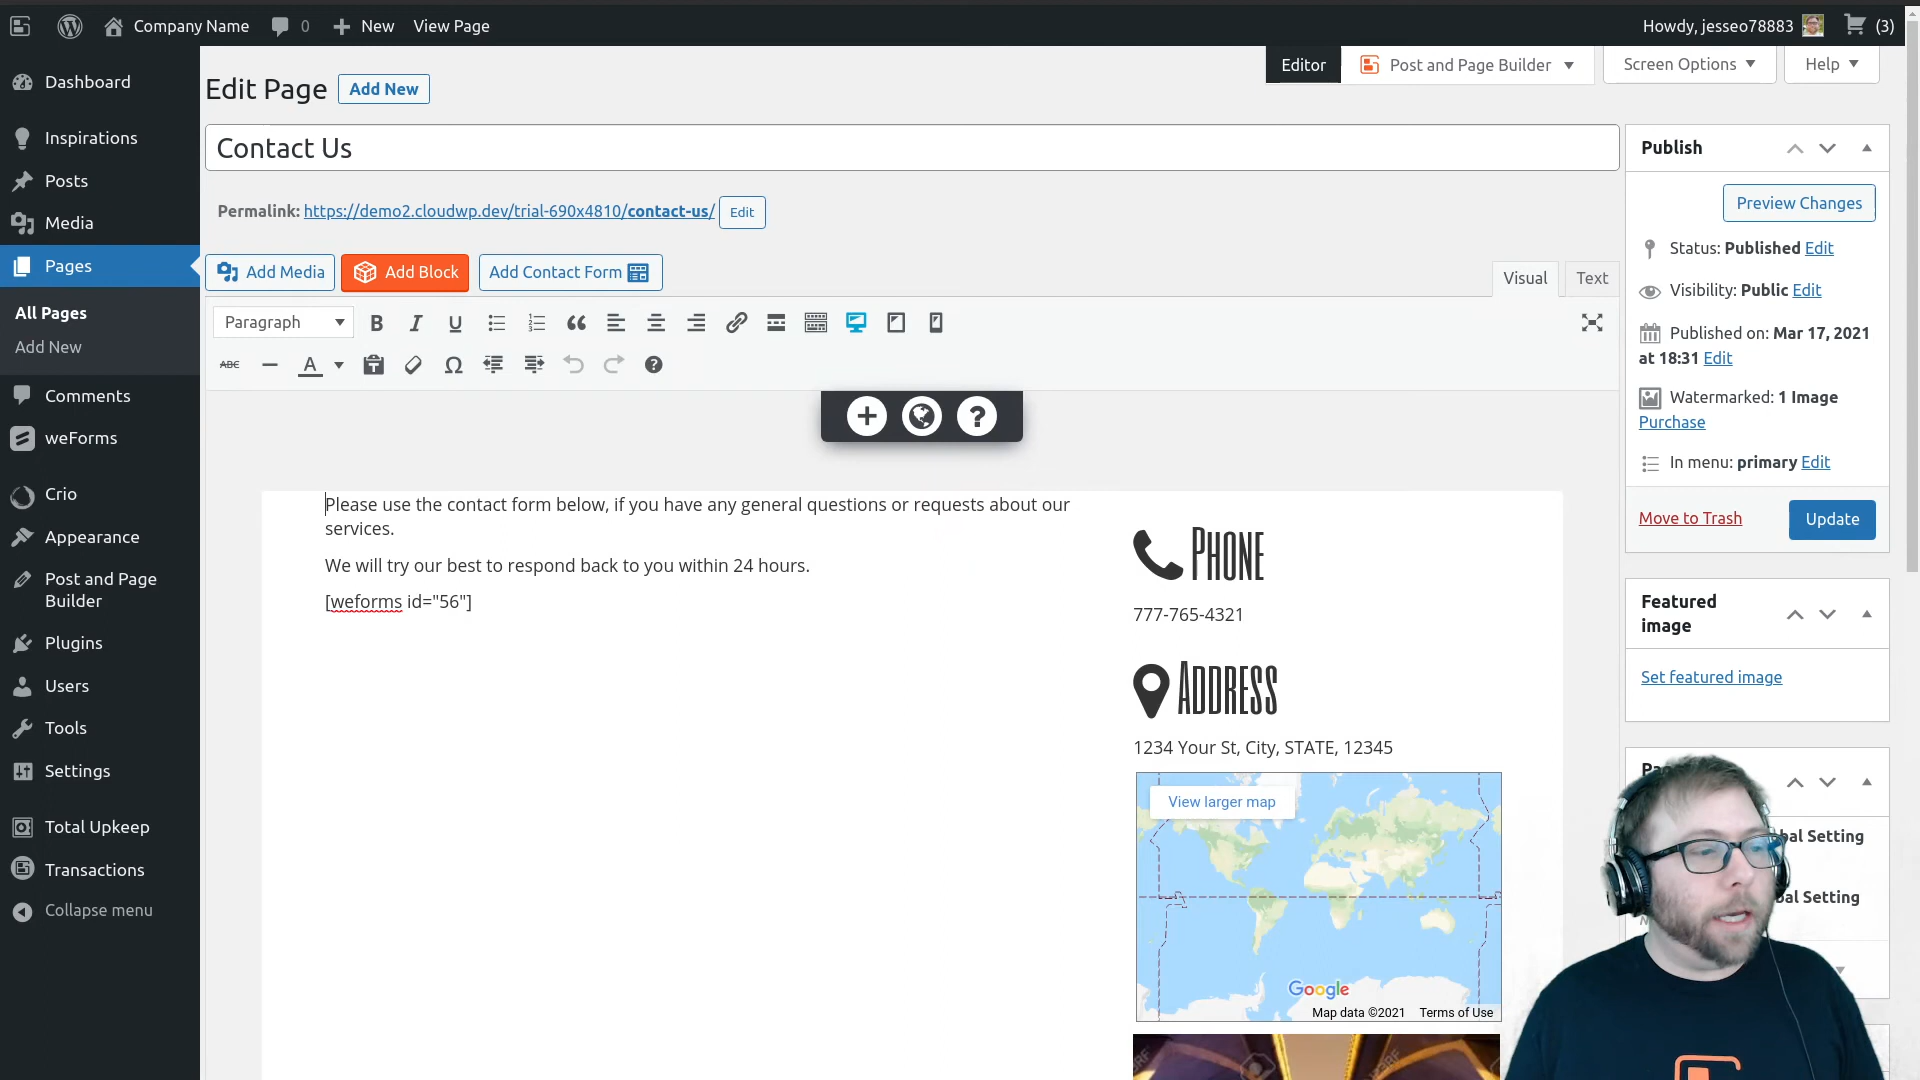 Company Name
0
New
View Page
Howdy, jesseo78883
(3)
Dashboard
Inspirations
Posts
Media
Pages
All Pages
Add New
Comments
weForms
Crio
Appearance
Post and Page
Builder
Plugins
Users
Tools
Settings
Total Upkeep
Transactions
Collapse menu
Edit Page
Add New
Editor
Post and Page Builder
Screen Options
Help
Contact Us
Permalink: https://demo2.cloudwp.dev/trial-690x4810/contact-us/
Edit
Add Media
Add Block
Add Contact Form
Visual
Text
Paragraph
B
I
U
ABC
A
Ω
?
?
Please use the contact form below, if you have any general questions or requests about our
services.
We will try our best to respond back to you within 24 hours.
[weforms id="56"]
Phone
777-765-4321
Address
1234 Your St, City, STATE, 12345
View larger map
Google
Map data ©2021
Terms of Use
Publish
Preview Changes
Status: Published Edit
Visibility: Public Edit
Published on: Mar 17, 2021
at 18:31 Edit
Watermarked: 1 Image
Purchase
In menu: primary Edit
Move to Trash
Update
Featured
image
Set featured image
Setting
Setting